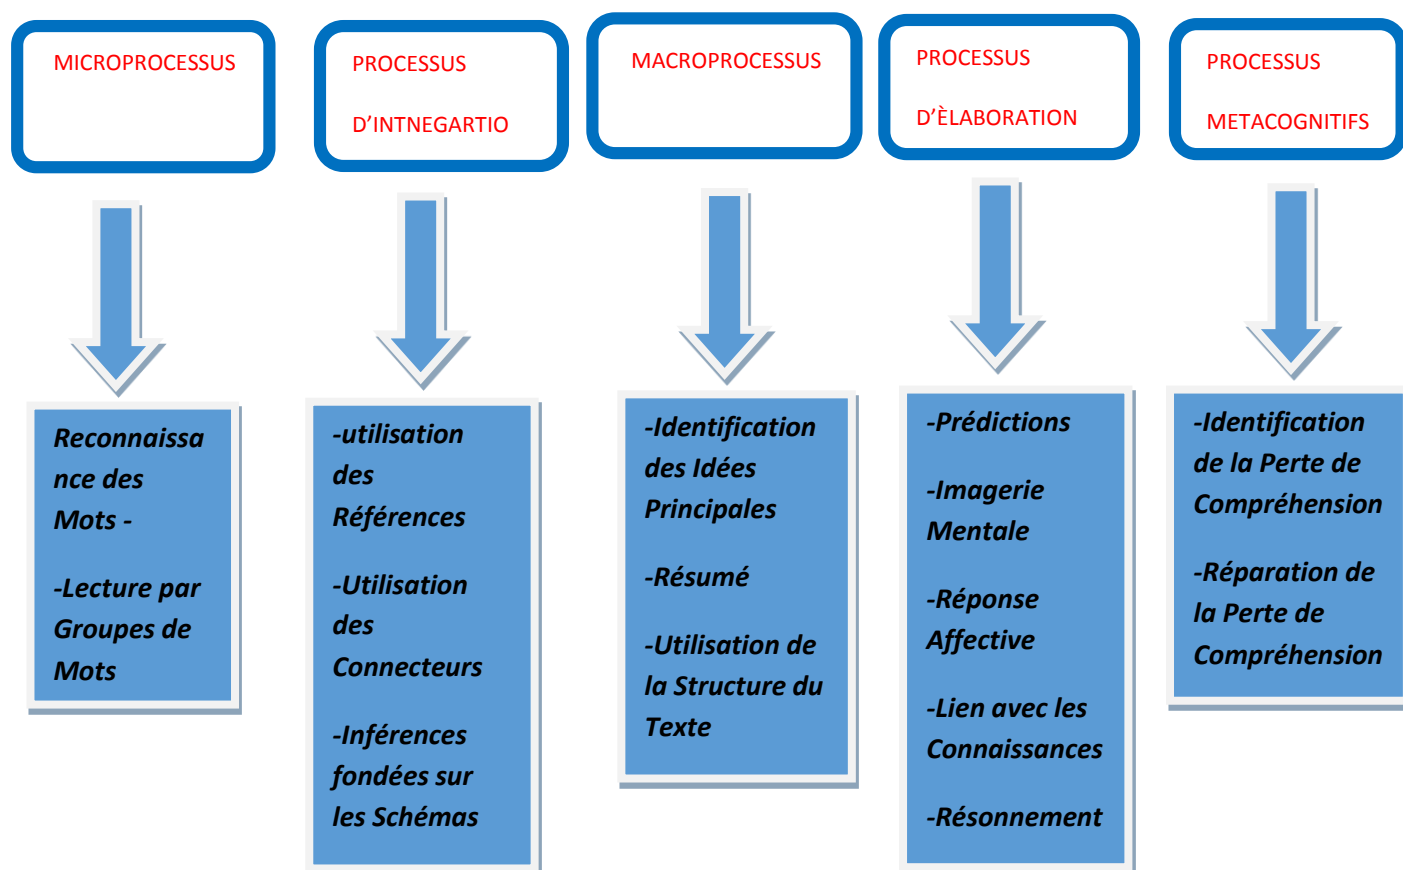 MICROPROCESSUS
PROCESSUS
D’INTNEGARTIO
MACROPROCESSUS
PROCESSUS
D’ÈLABORATION
PROCESSUS
METACOGNITIFS
Reconnaissa
nce des
Mots -
-Lecture par
Groupes de
Mots
-utilisation
des
Références
-Utilisation
des
Connecteurs
-Inférences
fondées sur
les Schémas
-Identification
des Idées
Principales
-Résumé
-Utilisation de
la Structure du
Texte
-Prédictions
-Imagerie
Mentale
-Réponse
Affective
-Lien avec les
Connaissances
-Résonnement
-Identification
de la Perte de
Compréhension
-Réparation de
la Perte de
Compréhension